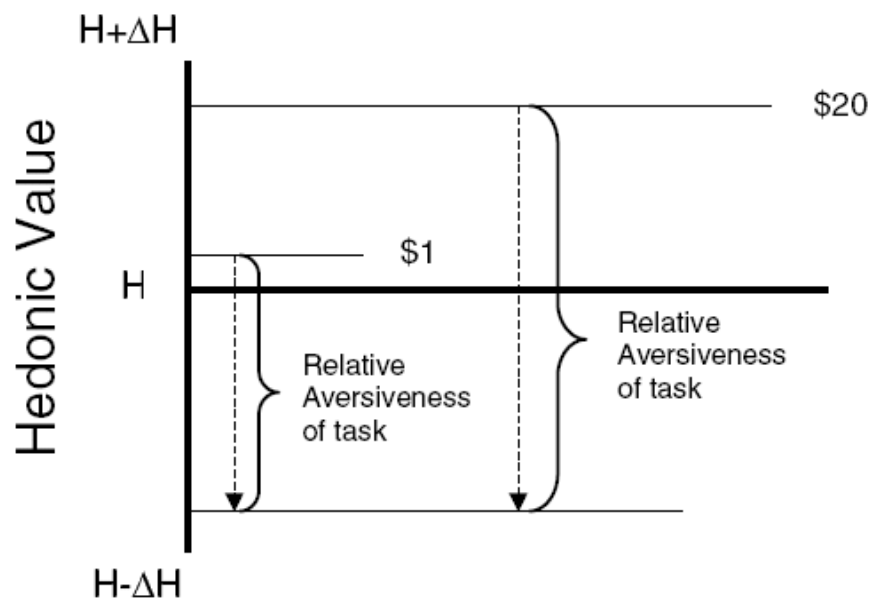 H+ΔH
$20
Hedonic Value
$1
H
Relative
Aversiveness
of task
Relative
Aversiveness
of task
H-ΔH